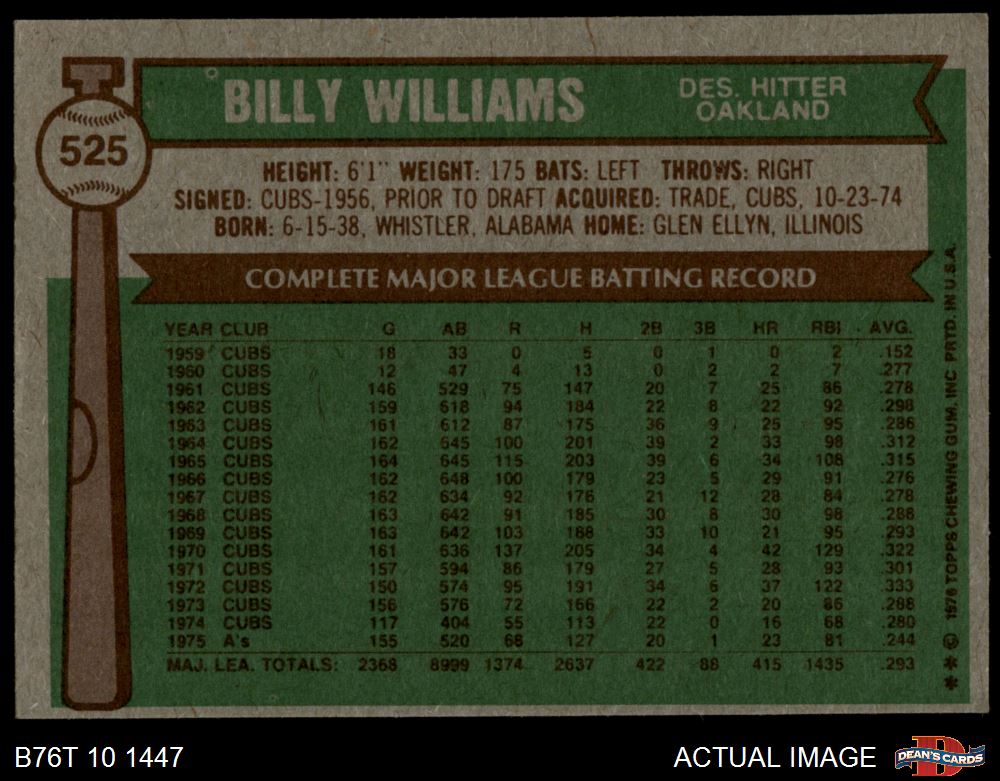 525
BILLY WILLIAMS
DES. HITTER
OAKLAND
HEIGHT: 6'1" WEIGHT: 175 BATS: LEFT THROWS: RIGHT
SIGNED: CUBS-1956, PRIOR TO DRAFT ACQUIRED: TRADE, CUBS, 10-23-74
BORN: 6-15-38, WHISTLER, ALABAMA HOME: GLEN ELLYN, ILLINOIS
COMPLETE MAJOR LEAGUE BATTING RECORD
YEAR CLUB G AB R H 2B 3B HR RBI AVG.
1959 CUBS 18 33 0 5 0 1 0 2 .152
1960 CUBS 12 47 4 13 0 2 2 7 .277
1961 CUBS 146 529 75 147 20 7 25 86 .278
1962 CUBS 159 618 94 184 22 8 22 92 .298
1963 CUBS 161 612 87 175 36 9 25 95 .286
1964 CUBS 162 645 100 201 39 2 33 98 .312
1965 CUBS 164 645 115 203 39 6 34 108 .315
1966 CUBS 162 648 100 179 23 5 29 91 .276
1967 CUBS 162 634 92 176 21 12 28 84 .278
1968 CUBS 163 642 91 185 30 8 30 98 .288
1969 CUBS 163 642 103 188 33 10 21 95 .293
1970 CUBS 161 636 137 205 34 4 42 129 .322
1971 CUBS 157 594 86 179 27 5 28 93 .301
1972 CUBS 150 574 95 191 34 6 37 122 .333
1973 CUBS 156 576 72 166 22 2 20 86 .288
1974 CUBS 117 404 55 113 22 0 16 68 .280
1975 A's 155 520 68 127 20 1 23 81 .244
MAJ. LEA. TOTALS: 2368 8999 1374 2637 422 88 415 1435 .293
** © 1976 TOPPS CHEWING GUM, INC PRTD. IN U.S.A.
B76T 10 1447
ACTUAL IMAGE
D
DEAN'S CARDS